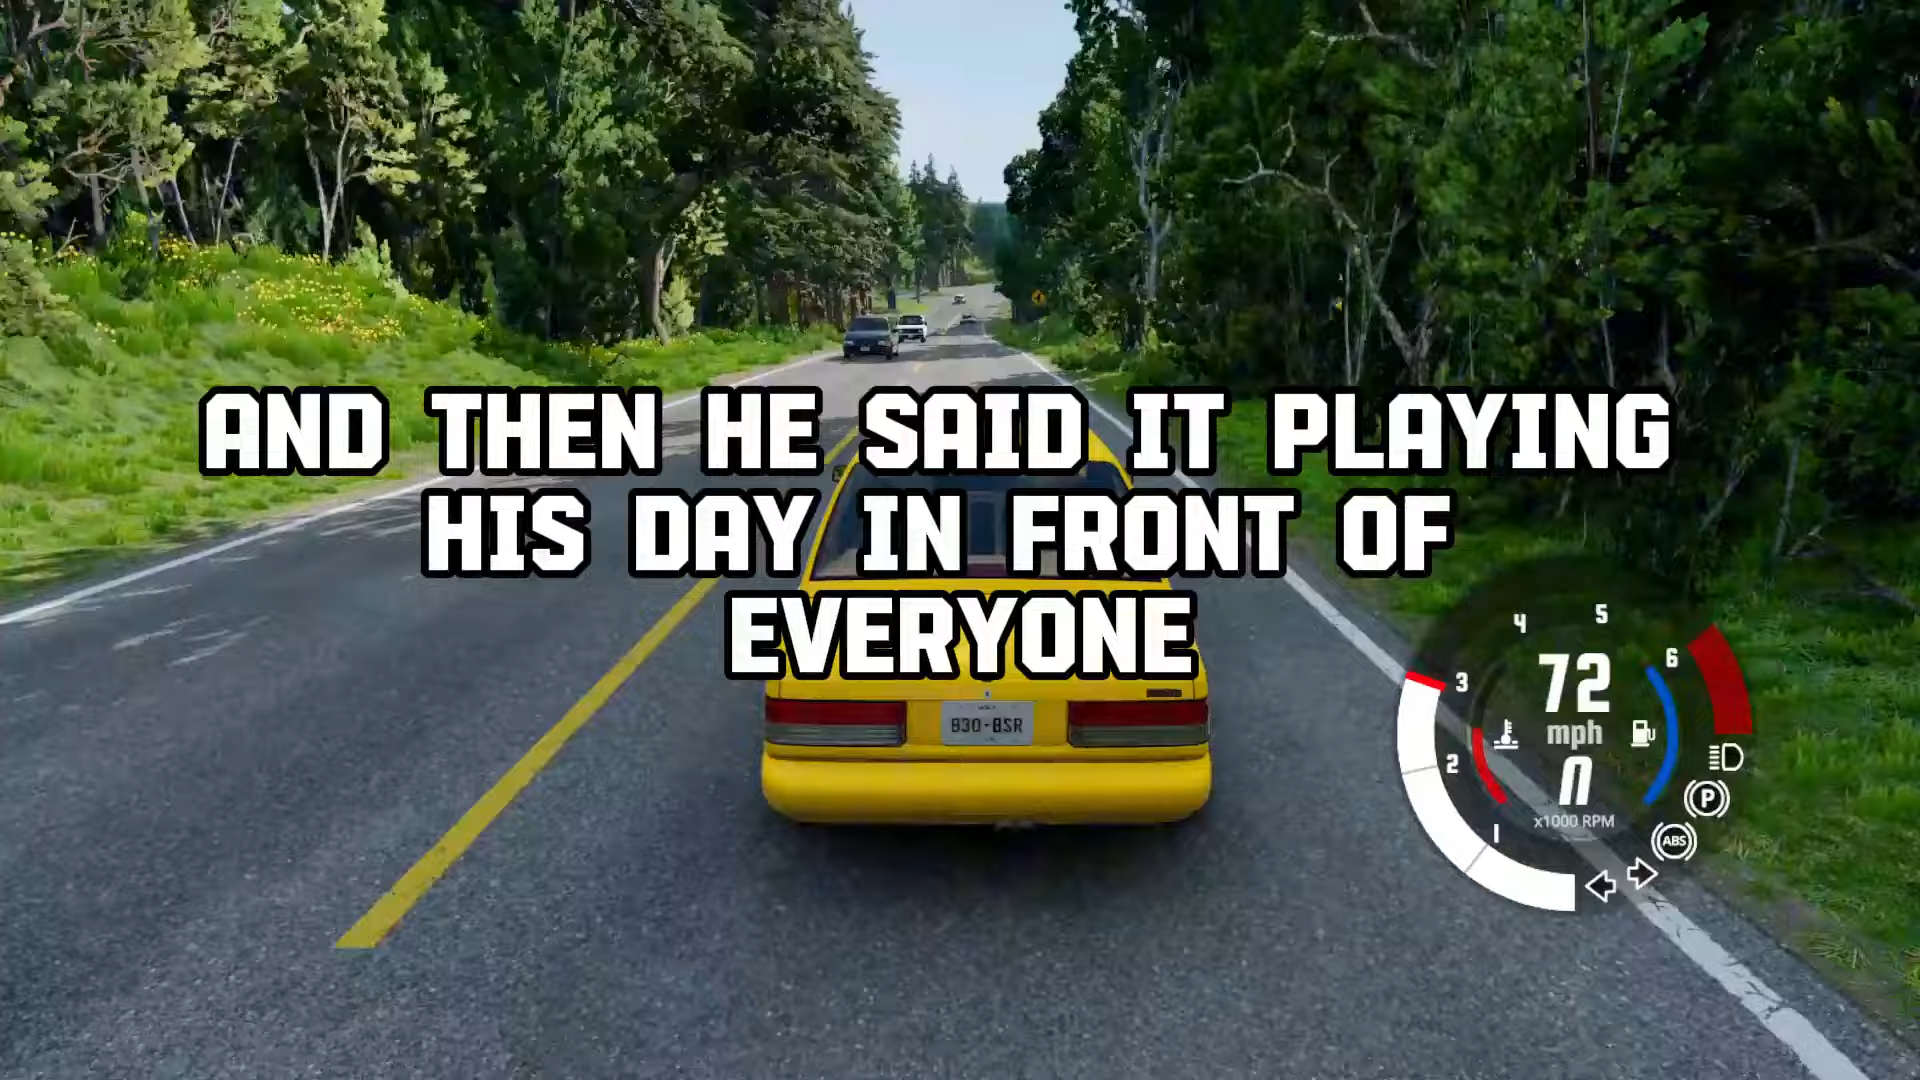 AND THEN HE SAID IT PLAYING
HIS DAY IN FRONT OF
EVERYONE
B30-BSR
1
2
3
4
5
6
72
mph
n
x1000 RPM
P
ABS